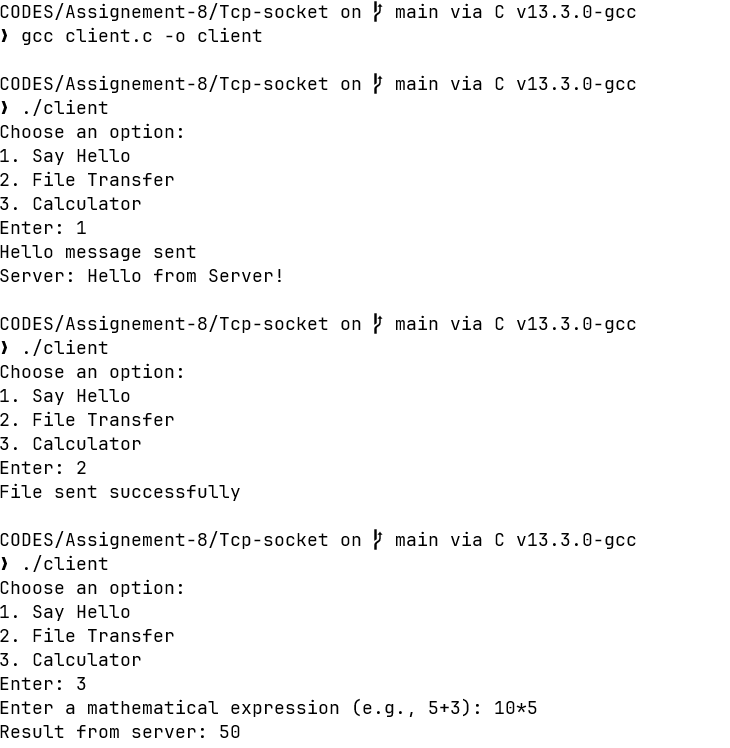 CODES/Assignement-8/Tcp-socket on  main via C v13.3.0-gcc
❯ gcc client.c -o client
CODES/Assignement-8/Tcp-socket on  main via C v13.3.0-gcc
❯ ./client
Choose an option:
1. Say Hello
2. File Transfer
3. Calculator
Enter: 1
Hello message sent
Server: Hello from Server!
CODES/Assignement-8/Tcp-socket on  main via C v13.3.0-gcc
❯ ./client
Choose an option:
1. Say Hello
2. File Transfer
3. Calculator
Enter: 2
File sent successfully
CODES/Assignement-8/Tcp-socket on  main via C v13.3.0-gcc
❯ ./client
Choose an option:
1. Say Hello
2. File Transfer
3. Calculator
Enter: 3
Enter a mathematical expression (e.g., 5+3): 10*5
Result from server: 50